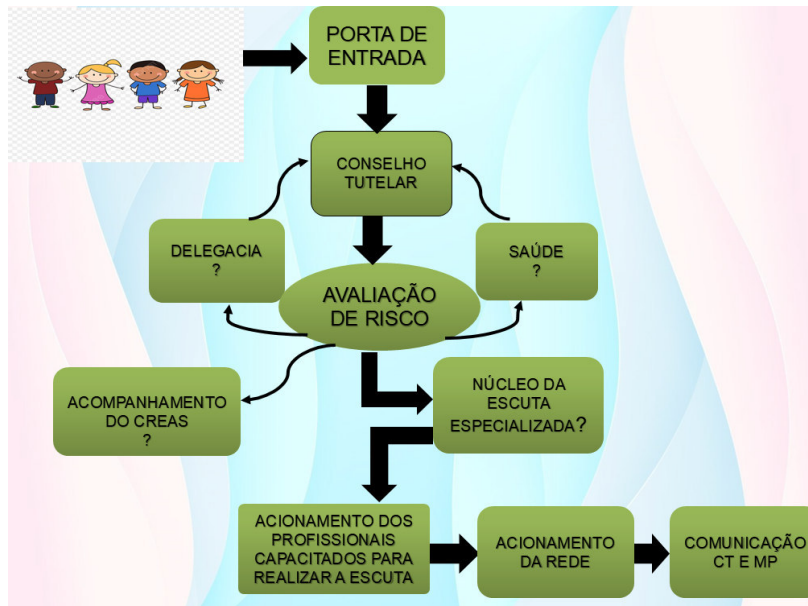 PORTA DE
ENTRADA
CONSELHO
TUTELAR
DELEGACIA
?
SAÚDE
?
AVALIAÇÃO
DE RISCO
ACOMPANHAMENTO
DO CREAS
?
NÚCLEO DA
ESCUTA
ESPECIALIZADA?
ACIONAMENTO DOS
PROFISSIONAIS
CAPACITADOS PARA
REALIZAR A ESCUTA
ACIONAMENTO
DA REDE
COMUNICAÇÃO
CT E MP